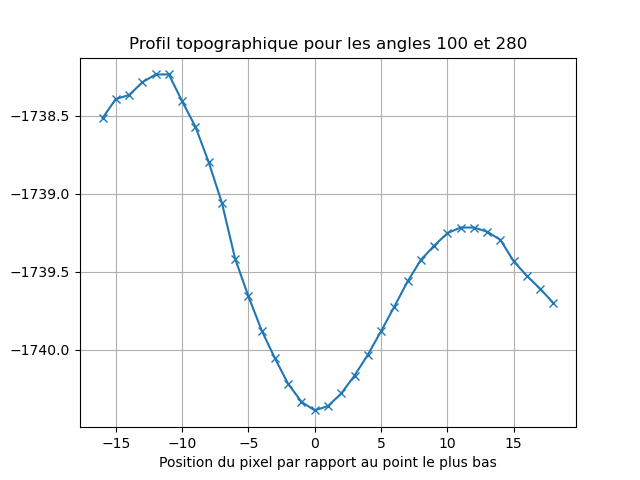 Profil topographique pour les angles 100 et 280
−1738.5
−1739.0
−1739.5
−1740.0
−15 −10 −5 0 5 10 15
Position du pixel par rapport au point le plus bas